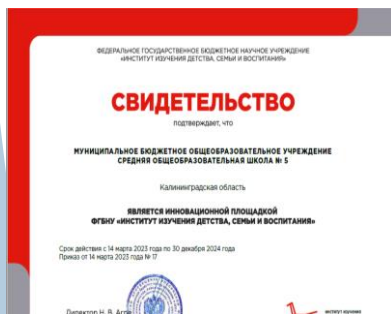 ФЕДЕРАЛЬНОЕ ГОСУДАРСТВЕННОЕ БЮДЖЕТНОЕ НАУЧНОЕ УЧРЕЖДЕНИЕ
«ИНСТИТУТ ИЗУЧЕНИЯ ДЕТСТВА, СЕМЬИ И ВОСПИТАНИЯ»
СВИДЕТЕЛЬСТВО
подтверждает, что
МУНИЦИПАЛЬНОЕ БЮДЖЕТНОЕ ОБЩЕОБРАЗОВАТЕЛЬНОЕ УЧРЕЖДЕНИЕ
СРЕДНЯЯ ОБЩЕОБРАЗОВАТЕЛЬНАЯ ШКОЛА № 5
Калининградская область
ЯВЛЯЕТСЯ ИННОВАЦИОННОЙ ПЛОЩАДКОЙ
ФГБНУ «ИНСТИТУТ ИЗУЧЕНИЯ ДЕТСТВА, СЕМЬИ И ВОСПИТАНИЯ»
Срок действия с 14 марта 2023 года по 30 декабря 2024 года
Приказ от 14 марта 2023 года № 17
Директор Н. В.